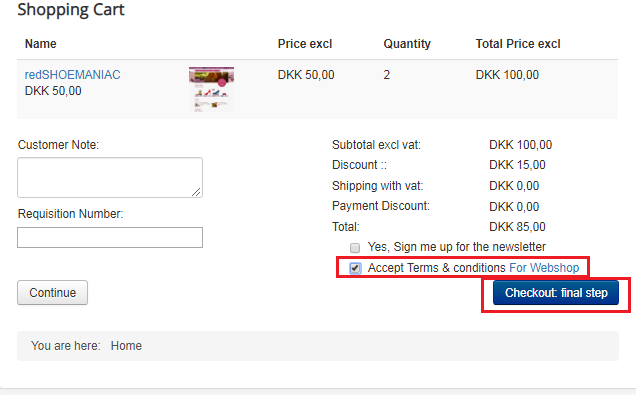 Shopping Cart
Name Price excl Quantity Total Price excl
redSHOEMANIAC DKK 50,00 2 DKK 100,00
DKK 50,00
Customer Note:
Requisition Number:
Subtotal excl vat: DKK 100,00
Discount :: DKK 15,00
Shipping with vat: DKK 0,00
Payment Discount: DKK 0,00
Total: DKK 85,00
Yes, Sign me up for the newsletter
Accept Terms & conditions For Webshop
Continue Checkout: final step
You are here: Home